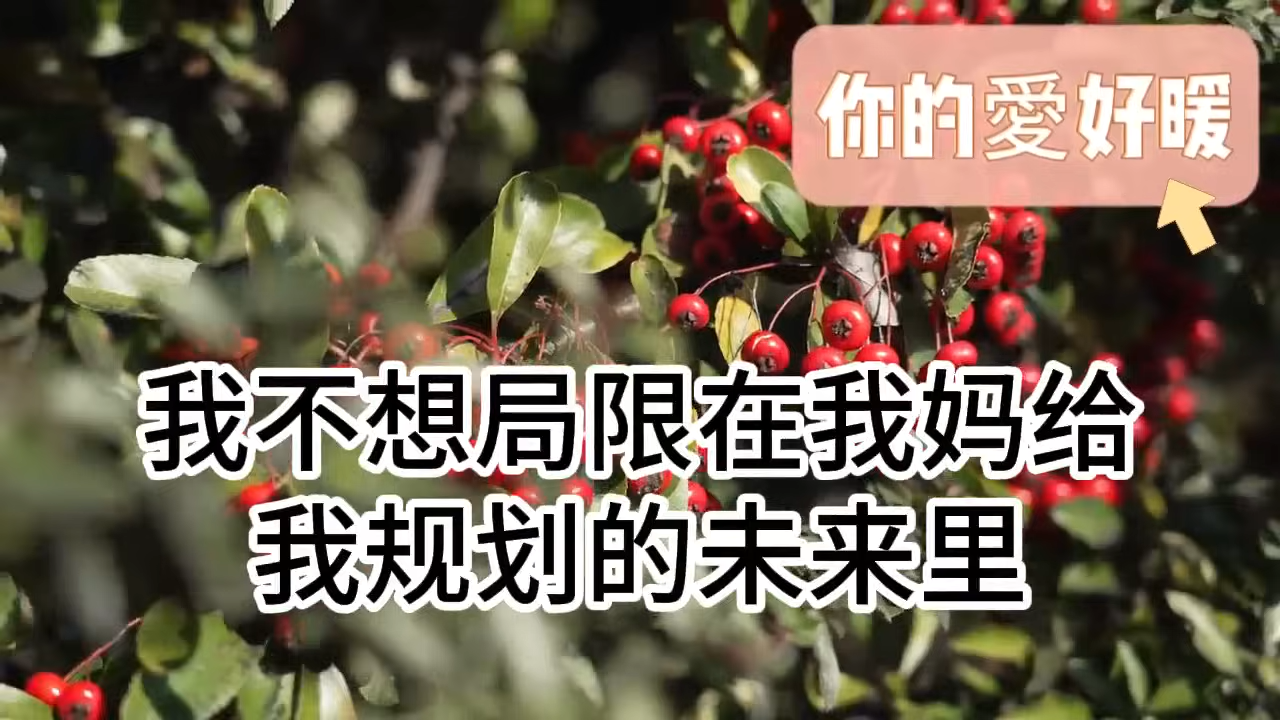 你的愛好暖
我不想局限在我妈给
我规划的未来里